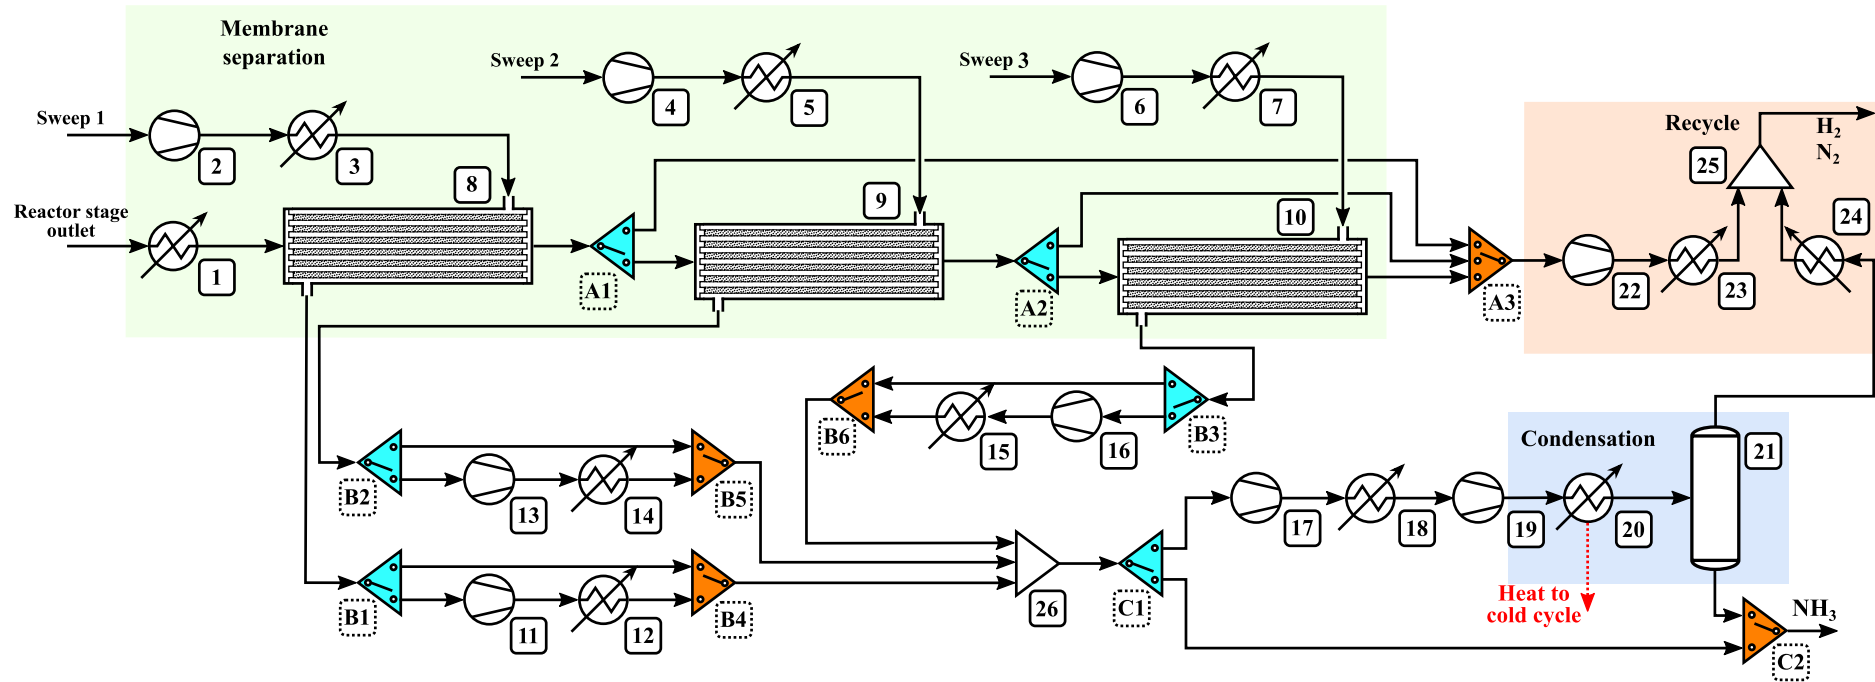 Membrane
separation
Sweep 1
2
3
Sweep 2
4
5
Sweep 3
6
7
Reactor stage
outlet
1
8
A1
9
A2
10
A3
Recycle
H2
N2
25
24
22
23
B2
13
14
B5
B1
11
12
B4
B6
15
16
B3
26
C1
17
18
19
Condensation
20
21
Heat to
cold cycle
NH3
C2